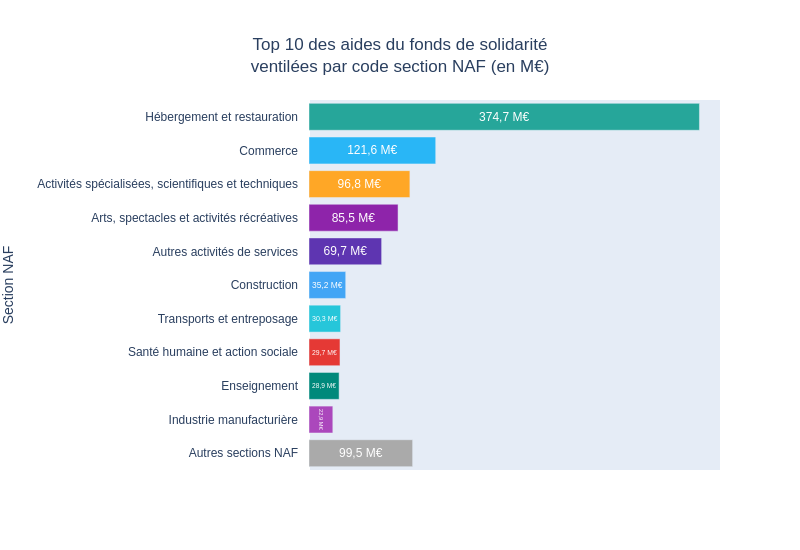 Top 10 des aides du fonds de solidarité
ventilées par code section NAF (en M€)
Section NAF
Hébergement et restauration 374,7 M€
Commerce 121,6 M€
Activités spécialisées, scientifiques et techniques 96,8 M€
Arts, spectacles et activités récréatives 85,5 M€
Autres activités de services 69,7 M€
Construction 35,2 M€
Transports et entreposage 30,3 M€
Santé humaine et action sociale 29,7 M€
Enseignement 28,9 M€
Industrie manufacturière 22,9 M€
Autres sections NAF 99,5 M€